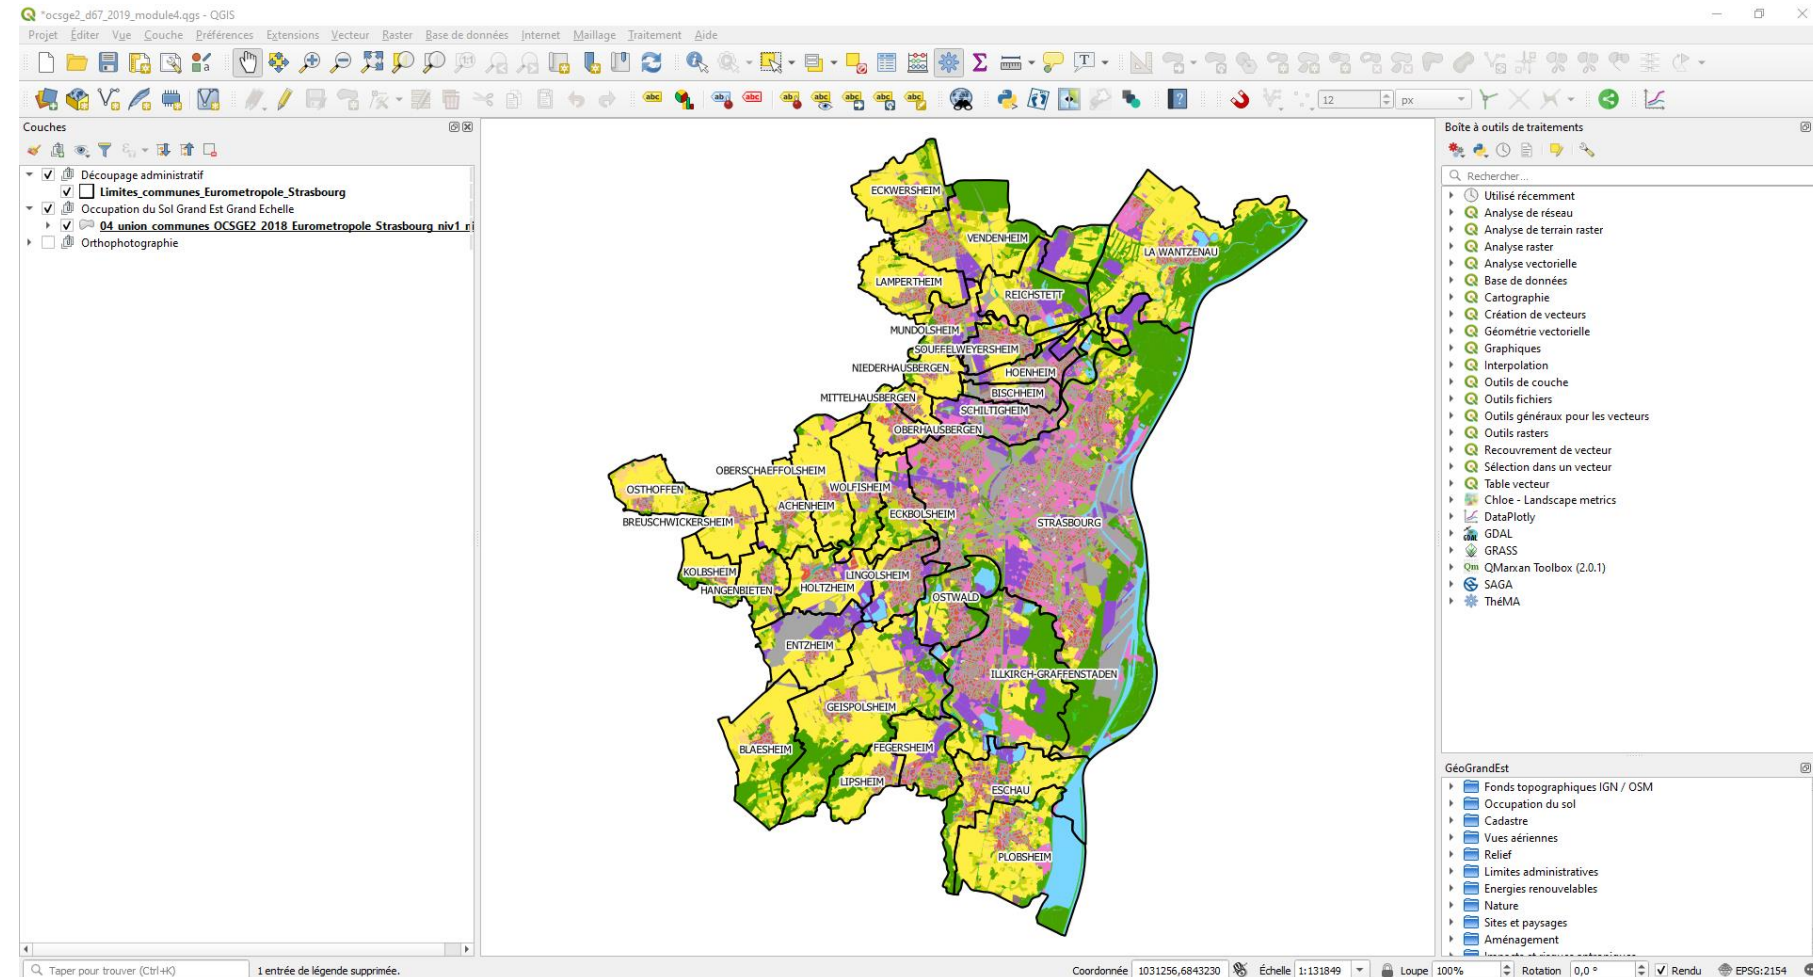 *ocsge2_d67_2019_module4.qgs - QGIS
Projet Éditer Vue Couche Préférences Extensions Vecteur Raster Base de données Internet Maillage Traitement Aide
12 px
Couches
Découpage administratif
Limites_communes_Eurometropole_Strasbourg
Occupation du Sol Grand Est Grand Echelle
04_union_communes_OCSGE2_2018_Eurometropole_Strasbourg_niv1_ni
Orthophotographie
ECKWERSHEIM
VENDENHEIM
LA WANTZENAU
LAMPERTHEIM
REICHSTETT
MUNDOLSHEIM
SOUFFELWEYERSHEIM
NIEDERHAUSBERGEN
HOENHEIM
BISCHHEIM
MITTELHAUSBERGEN
SCHILTIGHEIM
OBERHAUSBERGEN
OBERSCHAEFFOLSHEIM
OSTHOFFEN
WOLFISHEIM
ACHENHEIM
ECKBOLSHEIM
BREUSCHWICKERSHEIM
STRASBOURG
KOLBSHEIM
LINGOLSHEIM
HANGENBIETEN
HOLTZHEIM
OSTWALD
ENTZHEIM
ILLKIRCH-GRAFFENSTADEN
GEISPOLSHEIM
BLAESHEIM
FEGERSHEIM
LIPSHEIM
ESCHAU
PLOBSHEIM
Boîte à outils de traitements
Rechercher...
Utilisé récemment
Analyse de réseau
Analyse de terrain raster
Analyse raster
Analyse vectorielle
Base de données
Cartographie
Création de vecteurs
Géométrie vectorielle
Graphiques
Interpolation
Outils de couche
Outils fichiers
Outils généraux pour les vecteurs
Outils rasters
Recouvrement de vecteur
Sélection dans un vecteur
Table vecteur
Chloe - Landscape metrics
DataPlotly
GDAL
GRASS
QMarxan Toolbox (2.0.1)
SAGA
ThéMA
GéoGrandEst
Fonds topographiques IGN / OSM
Occupation du sol
Cadastre
Vues aériennes
Relief
Limites administratives
Energies renouvelables
Nature
Sites et paysages
Aménagement
Taper pour trouver (Ctrl+K) 1 entrée de légende supprimée. Coordonnée 1031256,6843230 Échelle 1:131849 Loupe 100% Rotation 0,0 ° Rendu EPSG:2154